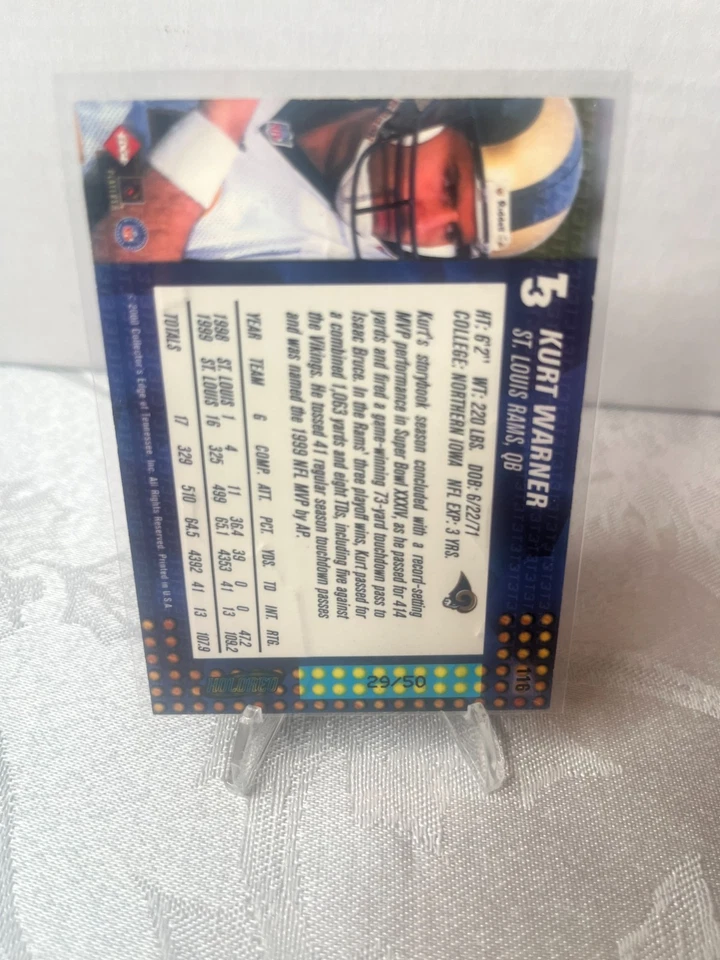 T3
KURT WARNER
ST. LOUIS RAMS, QB
116
HT: 6'2" WT: 220 LBS. DOB: 6/22/71
COLLEGE: NORTHERN IOWA NFL EXP: 3 YRS.
Kurt's storybook season concluded with a record-setting
MVP performance in Super Bowl XXXIV, as he passed for 414
yards and fired a game-winning 73-yard touchdown pass to
Isaac Bruce. In the Rams' three playoff wins, Kurt passed for
a combined 1,063 yards and eight TDs, including five against
the Vikings. He tossed 41 regular season touchdown passes
and was named the 1999 NFL MVP by AP.
YEAR TEAM G COMP. ATT. PCT. YDS. TD INT. RTG.
1998 ST. LOUIS 1 4 11 36.4 39 0 0 47.2
1999 ST. LOUIS 16 325 499 65.1 4353 41 13 109.2
TOTALS 17 329 510 64.5 4392 41 13 107.9
29/50
© 2000 Collector's Edge of Tennessee, Inc. All Rights Reserved. Printed in U.S.A.
EDGE
PLAYERS
NFL
Russell